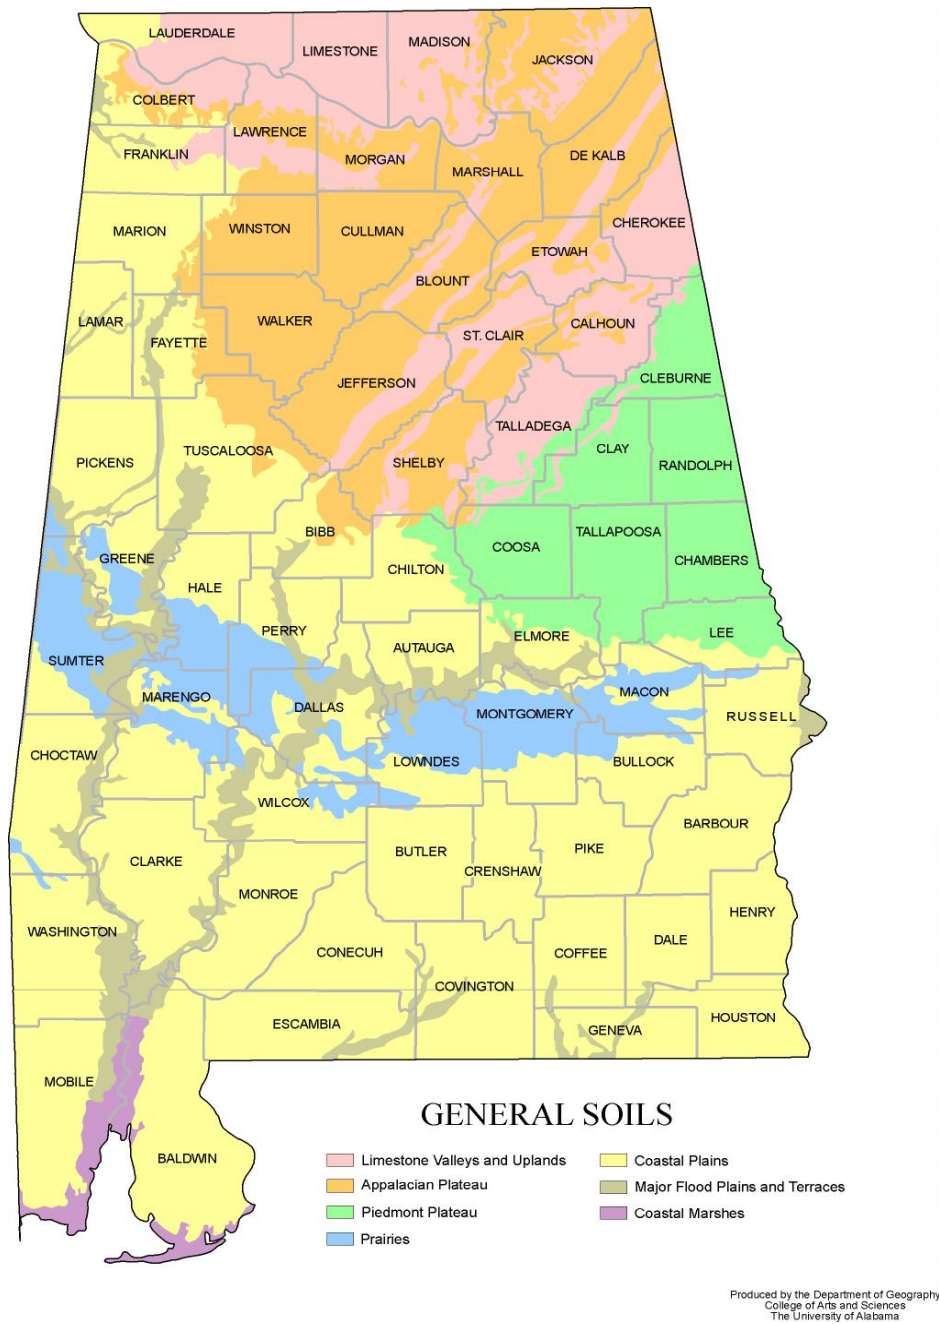 LAUDERDALE
LIMESTONE
MADISON
JACKSON
COLBERT
LAWRENCE
FRANKLIN
MORGAN
MARSHALL
DE KALB
MARION
WINSTON
CULLMAN
CHEROKEE
ETOWAH
BLOUNT
LAMAR
FAYETTE
WALKER
ST. CLAIR
CALHOUN
JEFFERSON
CLEBURNE
TALLADEGA
PICKENS
TUSCALOOSA
SHELBY
CLAY
RANDOLPH
BIBB
GREENE
HALE
CHILTON
COOSA
TALLAPOOSA
CHAMBERS
PERRY
AUTAUGA
ELMORE
LEE
SUMTER
MARENGO
DALLAS
MONTGOMERY
MACON
RUSSELL
CHOCTAW
LOWNDES
BULLOCK
WILCOX
CLARKE
BUTLER
CRENSHAW
PIKE
BARBOUR
MONROE
HENRY
WASHINGTON
CONECUH
COFFEE
DALE
COVINGTON
ESCAMBIA
GENEVA
HOUSTON
MOBILE
BALDWIN
GENERAL SOILS
Limestone Valleys and Uplands
Appalacian Plateau
Piedmont Plateau
Prairies
Coastal Plains
Major Flood Plains and Terraces
Coastal Marshes
Produced by the Department of Geography
College of Arts and Sciences
The University of Alabama